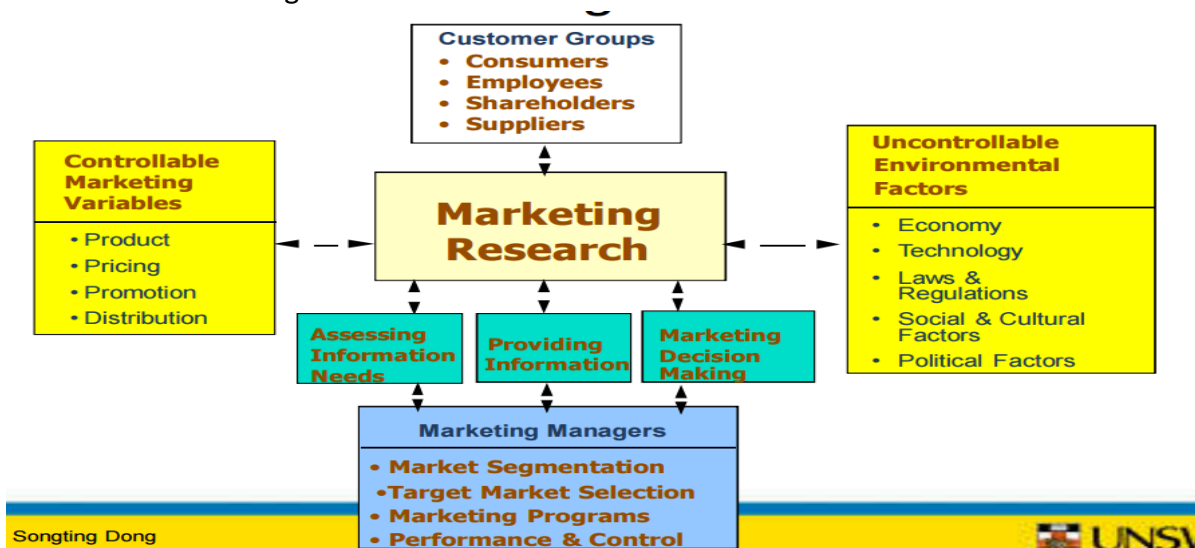 Customer Groups
• Consumers
• Employees
• Shareholders
• Suppliers
Controllable
Marketing
Variables
• Product
• Pricing
• Promotion
• Distribution
Marketing
Research
Uncontrollable
Environmental
Factors
• Economy
• Technology
• Laws &
Regulations
• Social & Cultural
Factors
• Political Factors
Assessing
Information
Needs
Providing
Information
Marketing
Decision
Making
Marketing Managers
• Market Segmentation
•Target Market Selection
• Marketing Programs
• Performance & Control
Songting Dong
UNSW